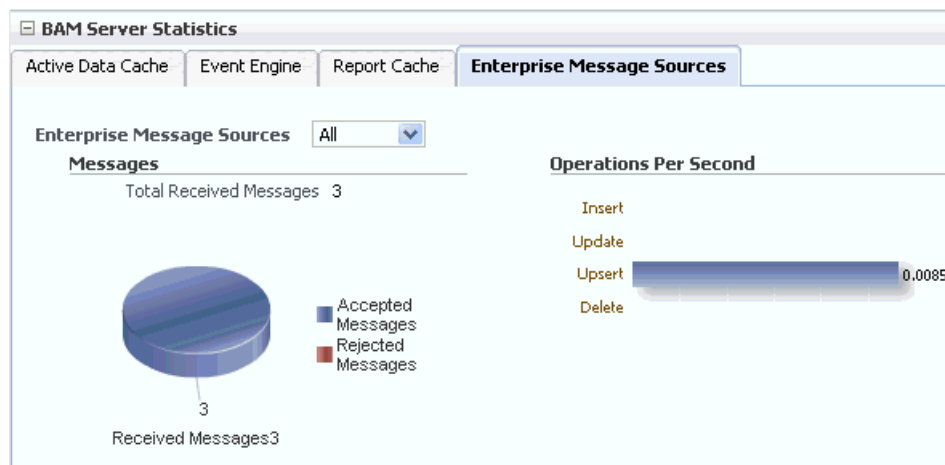 BAM Server Statistics
Active Data Cache Event Engine Report Cache Enterprise Message Sources
Enterprise Message Sources All
Messages
Total Received Messages 3
Accepted
Messages
Rejected
Messages
3
Received Messages3
Operations Per Second
Insert
Update
Upsert 0.0085
Delete